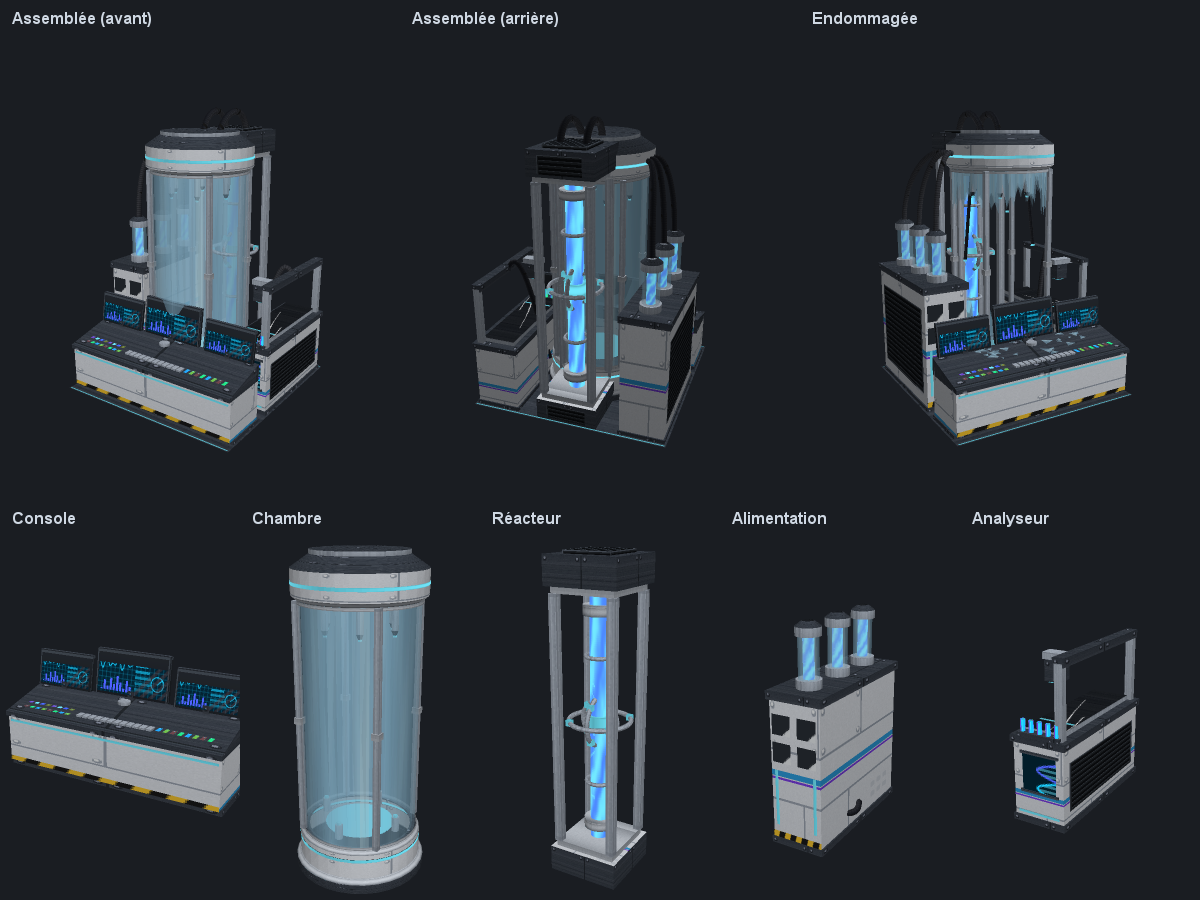 Assemblée (avant)
Assemblée (arrière)
Endommagée
Console
Chambre
Réacteur
Alimentation
Analyseur